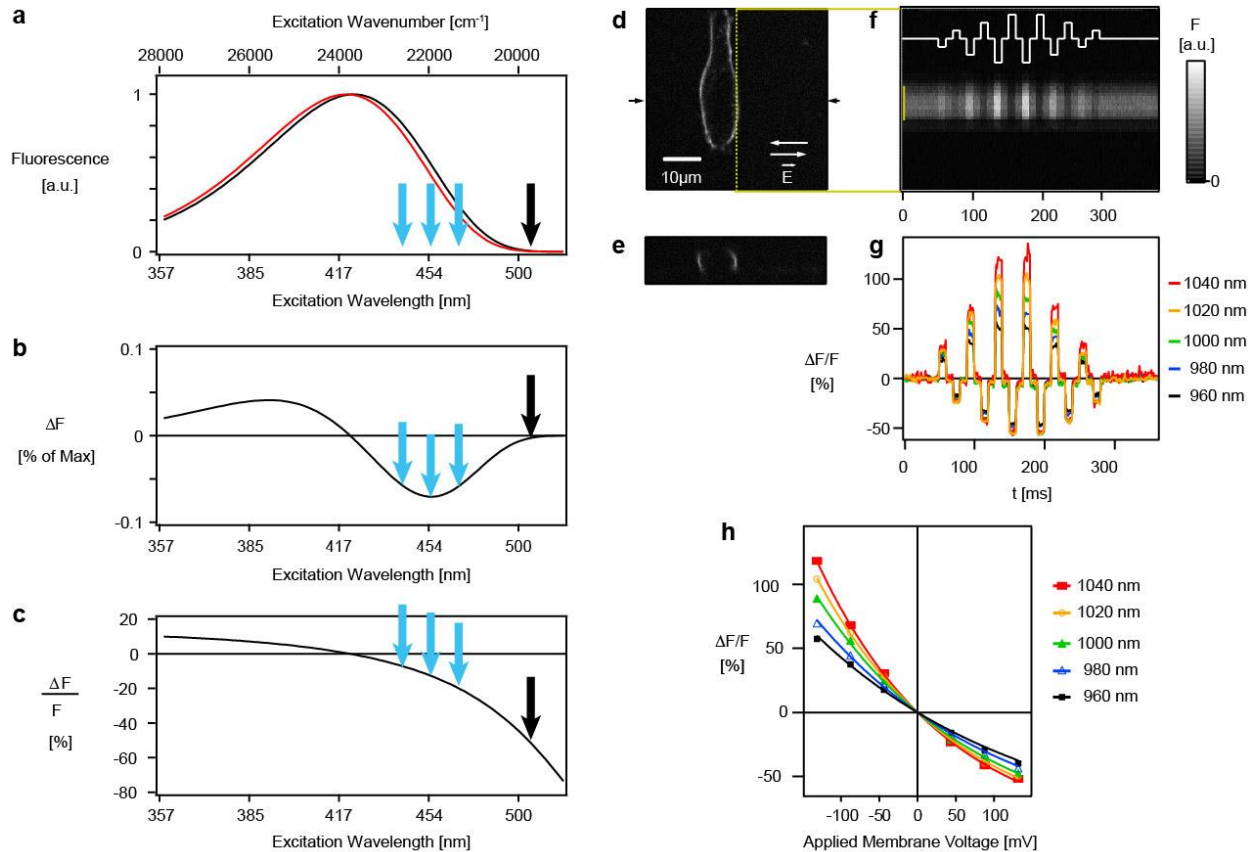 a
Excitation Wavenumber [cm-1]
28000 26000 24000 22000 20000
1
Fluorescence
[a.u.]
0
357 385 417 454 500
Excitation Wavelength [nm]
b
0.1
ΔF
0
[% of Max]
-0.1
357 385 417 454 500
Excitation Wavelength [nm]
c
20
0
ΔF
-20
F
-40
[%]
-60
-80
357 385 417 454 500
Excitation Wavelength [nm]
d
10µm
E
e
f
F
[a.u.]
0
0 100 200 300
g
100
50
ΔF/F
0
[%]
-50
0 100 200 300
t [ms]
1040 nm
1020 nm
1000 nm
980 nm
960 nm
h
100
ΔF/F
50
[%]
0
-50
-100 -50 0 50 100
Applied Membrane Voltage [mV]
1040 nm
1020 nm
1000 nm
980 nm
960 nm